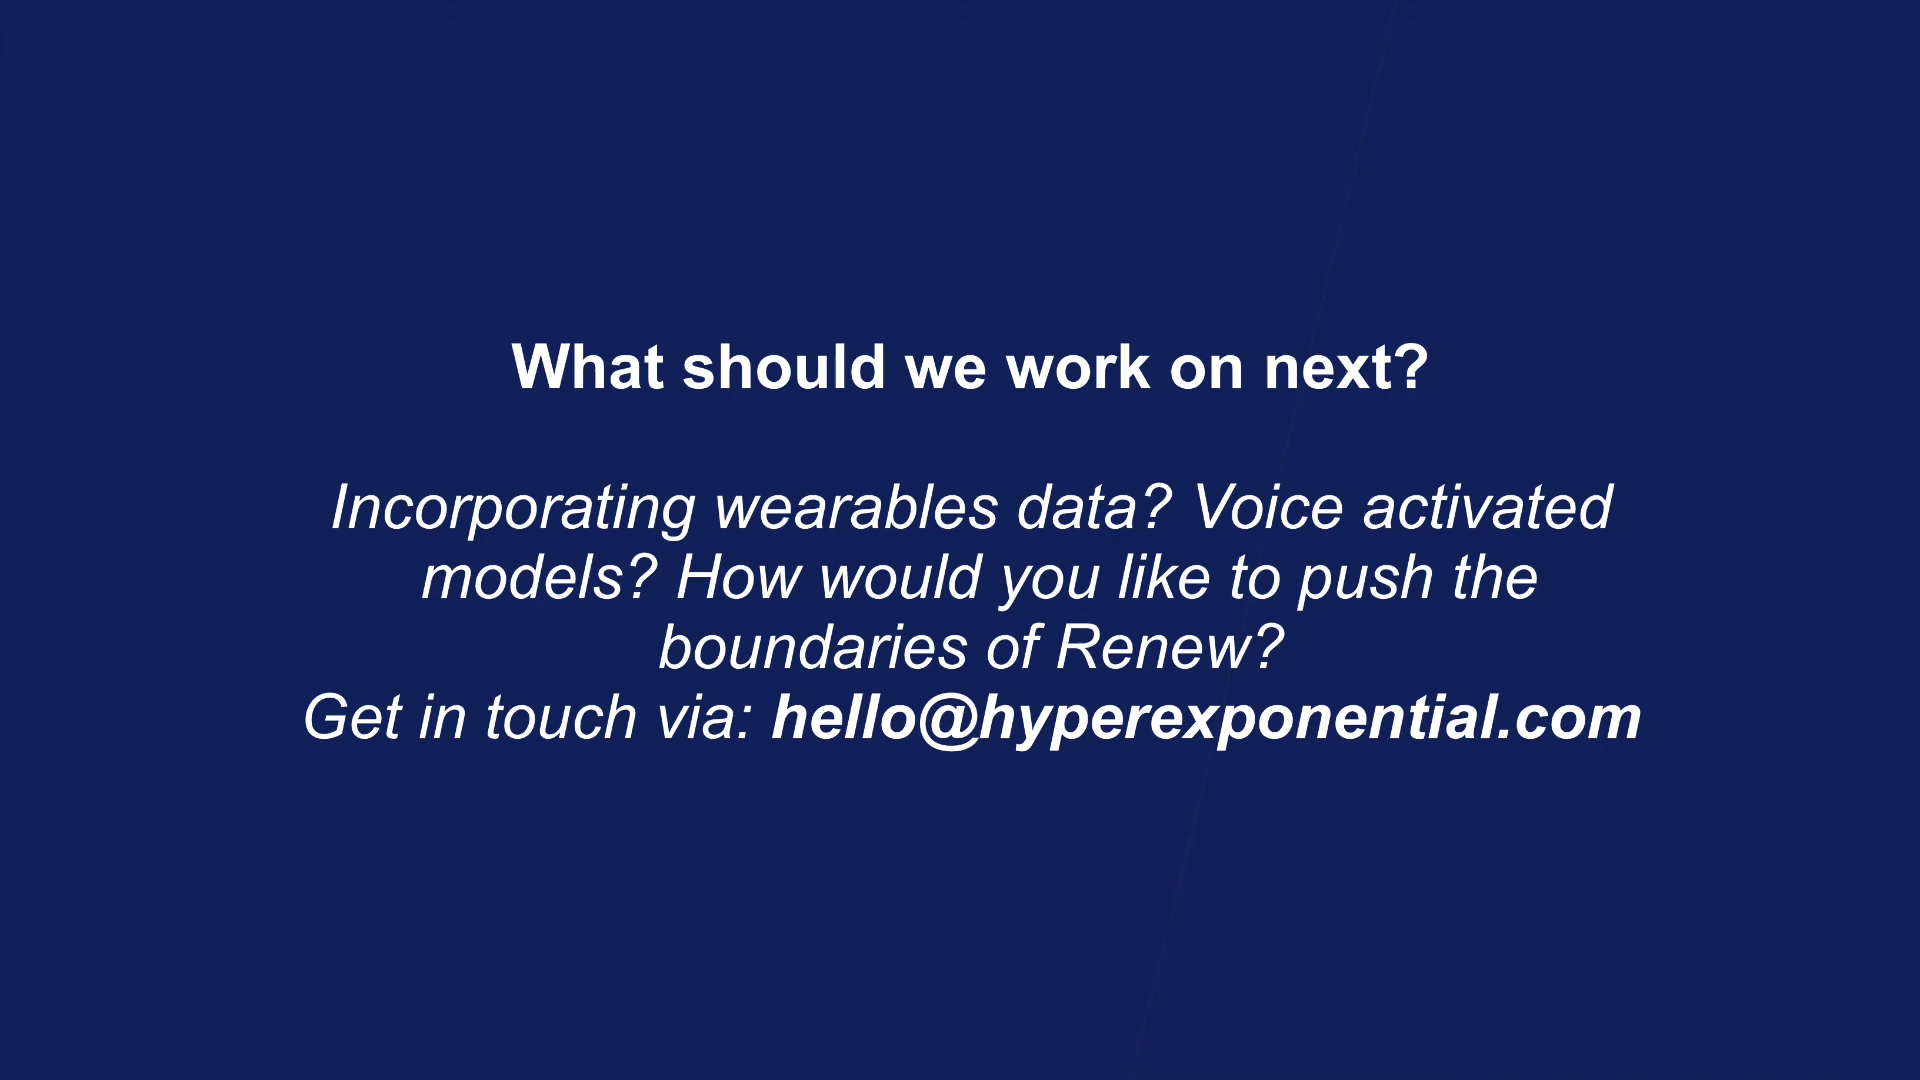 What should we work on next?
Incorporating wearables data? Voice activated
models? How would you like to push the
boundaries of Renew?
Get in touch via: hello@hyperexponential.com